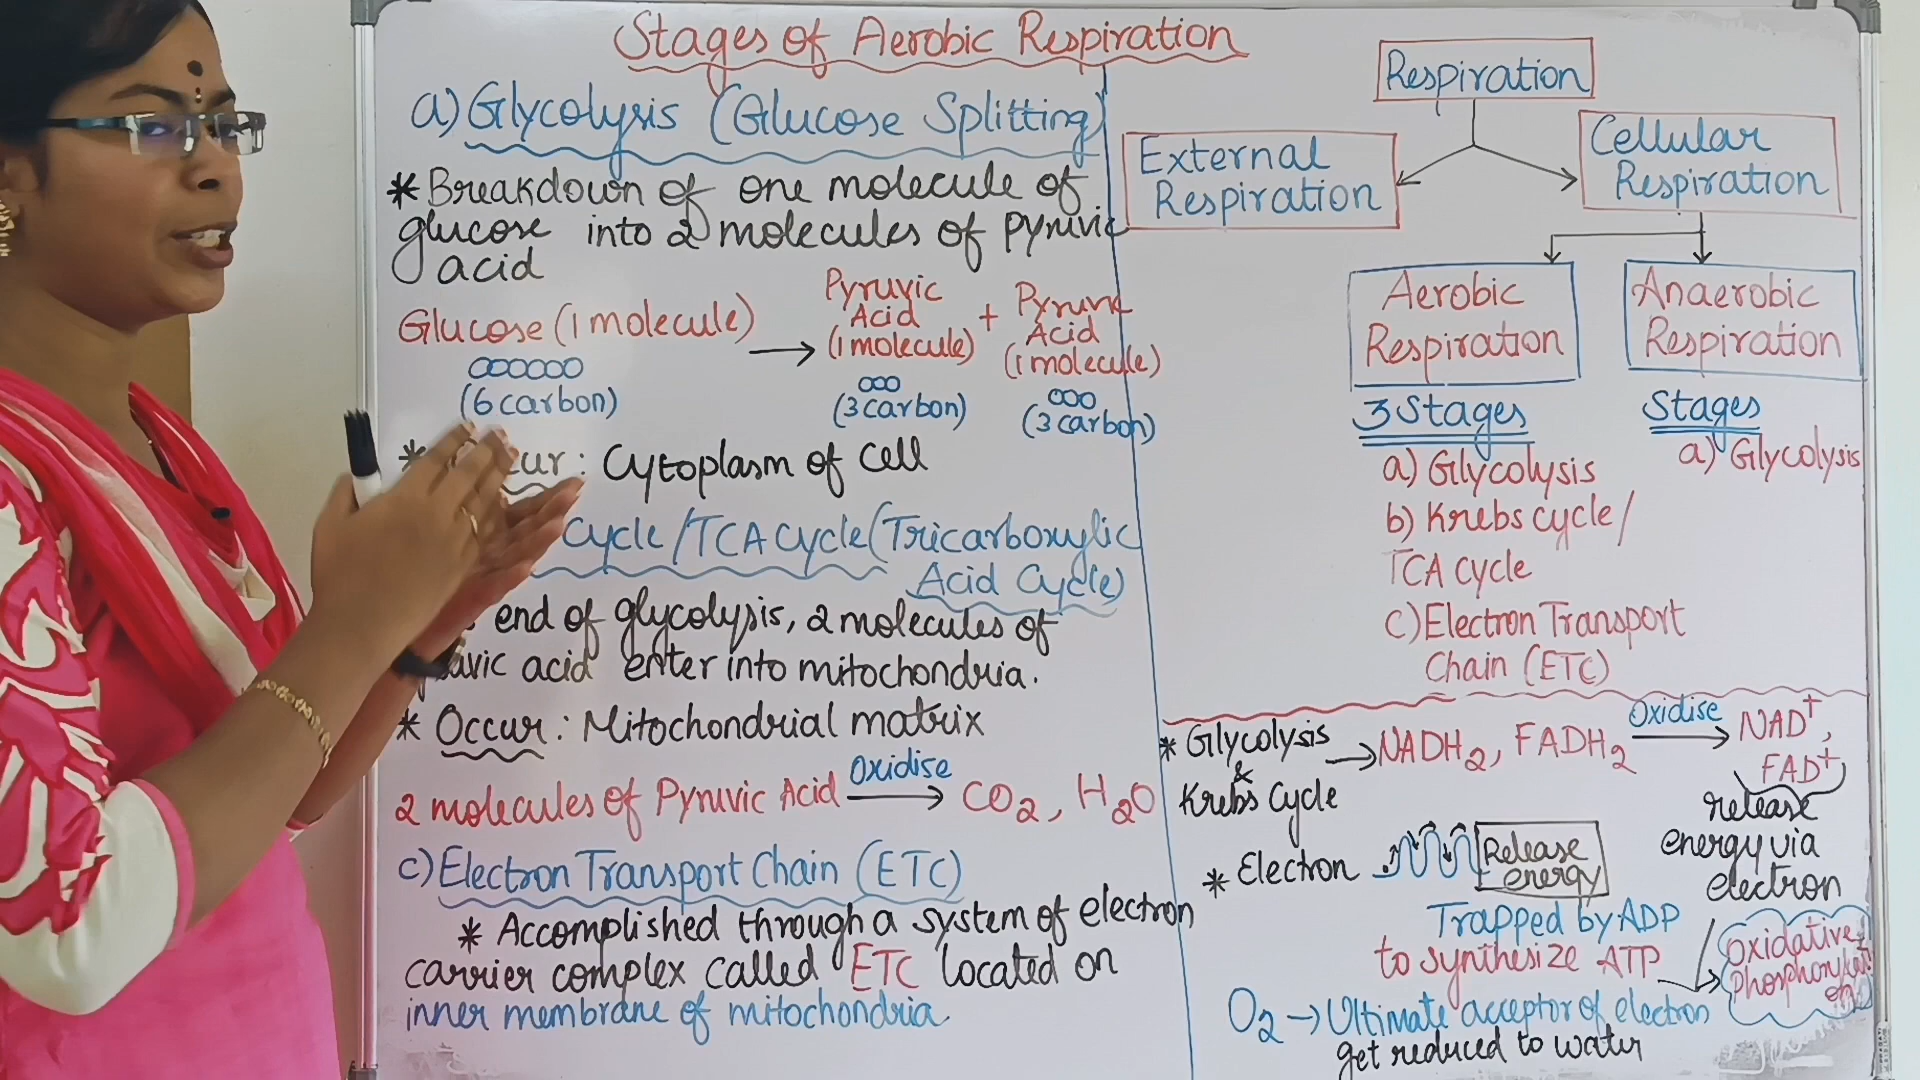 Stages of Aerobic Respiration
a) Glycolysis (Glucose Splitting)
* Breakdown of one molecule of
glucose into 2 molecules of pyruvic
acid
Glucose (1 molecule) → Pyruvic Acid (1 molecule) + Pyruvic Acid (1 molecule)
(6 carbon) (3 carbon) (3 carbon)
* : Cytoplasm of cell
Cycle/TCA Cycle (Tricarboxylic
Acid Cycle)
end of glycolysis, 2 molecules of
acid enter into mitochondria.
* Occur : Mitochondrial matrix
2 molecules of Pyruvic Acid Oxidise → CO2, H2O
c) Electron Transport Chain (ETC)
* Accomplished through a system of electron
carrier complex called ETC located on
inner membrane of mitochondria
Respiration
External
Respiration
Cellular
Respiration
Aerobic
Respiration
3 Stages
a) Glycolysis
b) Krebs cycle/
TCA cycle
c) Electron Transport
Chain (ETC)
Anaerobic
Respiration
Stages
a) Glycolysis
* Glycolysis
&
Krebs Cycle
→ NADH2, FADH2 Oxidise → NAD+,
FAD+
release
energy via
electron
* Electron
Release
energy
Trapped by ADP
to synthesize ATP
Oxidative
O2 → Ultimate acceptor of electron
get reduced to water